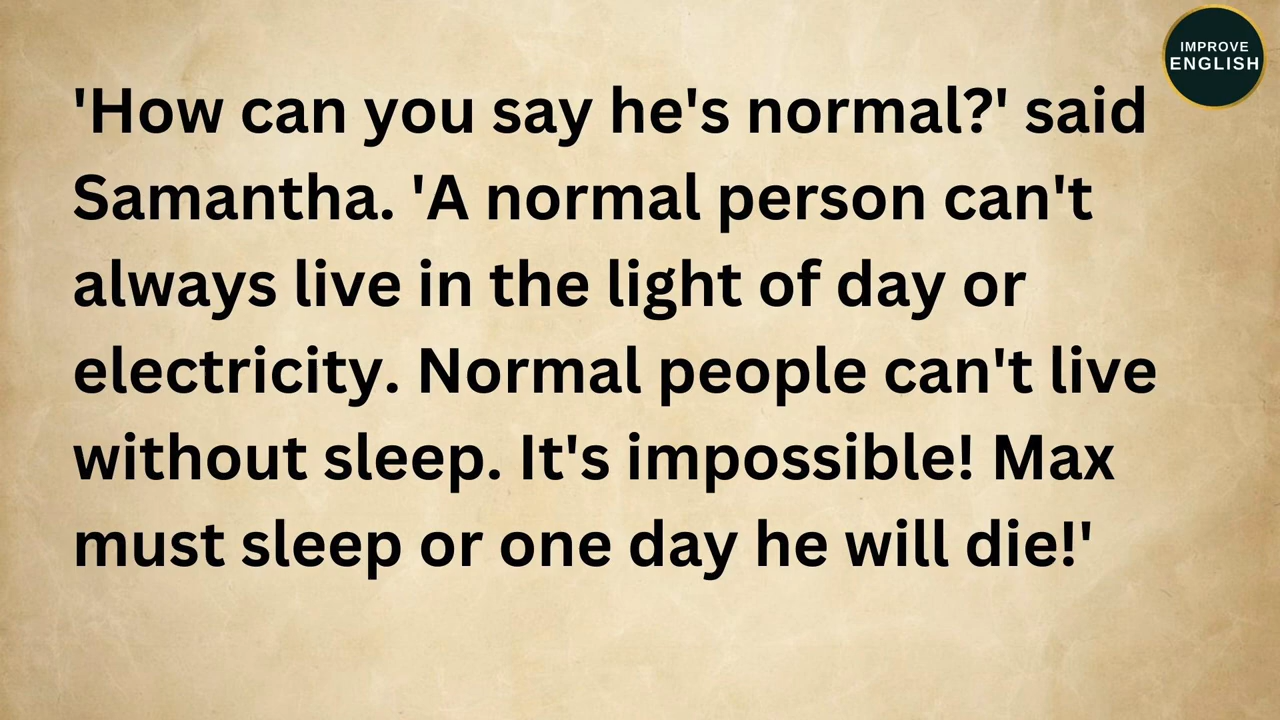 IMPROVE
ENGLISH
'How can you say he's normal?' said
Samantha. 'A normal person can't
always live in the light of day or
electricity. Normal people can't live
without sleep. It's impossible! Max
must sleep or one day he will die!'